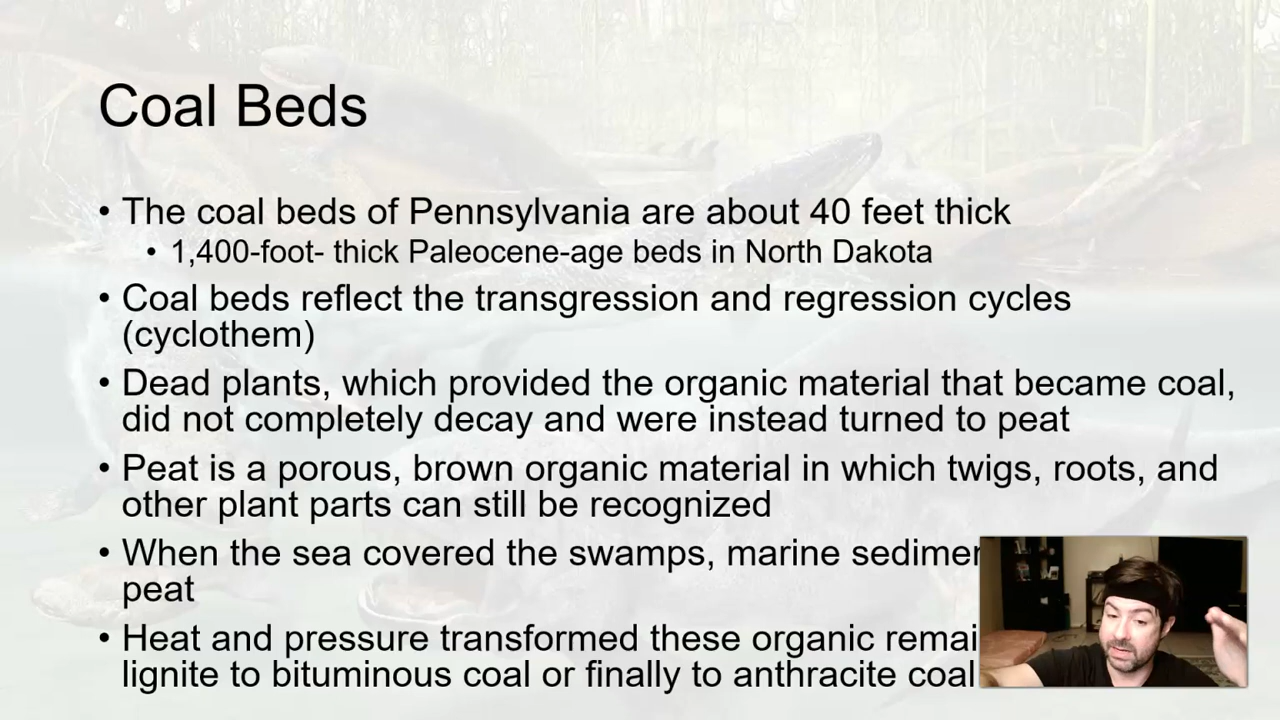 Coal Beds
• The coal beds of Pennsylvania are about 40 feet thick
• 1,400-foot- thick Paleocene-age beds in North Dakota
• Coal beds reflect the transgression and regression cycles
(cyclothem)
• Dead plants, which provided the organic material that became coal,
did not completely decay and were instead turned to peat
• Peat is a porous, brown organic material in which twigs, roots, and
other plant parts can still be recognized
• When the sea covered the swamps, marine
peat
• Heat and pressure transformed these organic
lignite to bituminous coal or finally to anthracite coal